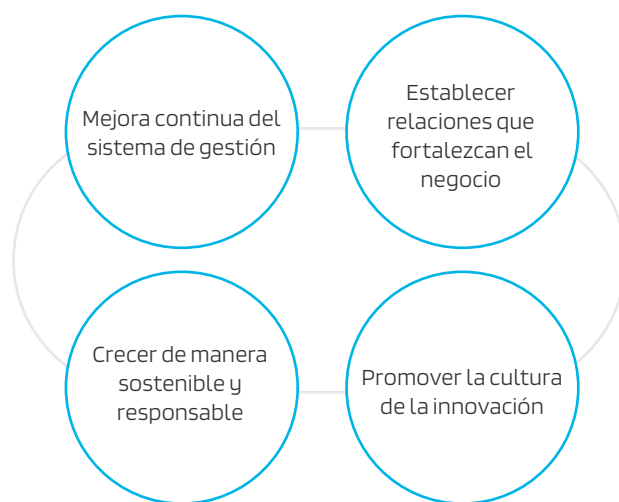 Mejora continua del
sistema de gestión
Establecer
relaciones que
fortalezcan el
negocio
Crecer de manera
sostenible y
responsable
Promover la cultura
de la innovación